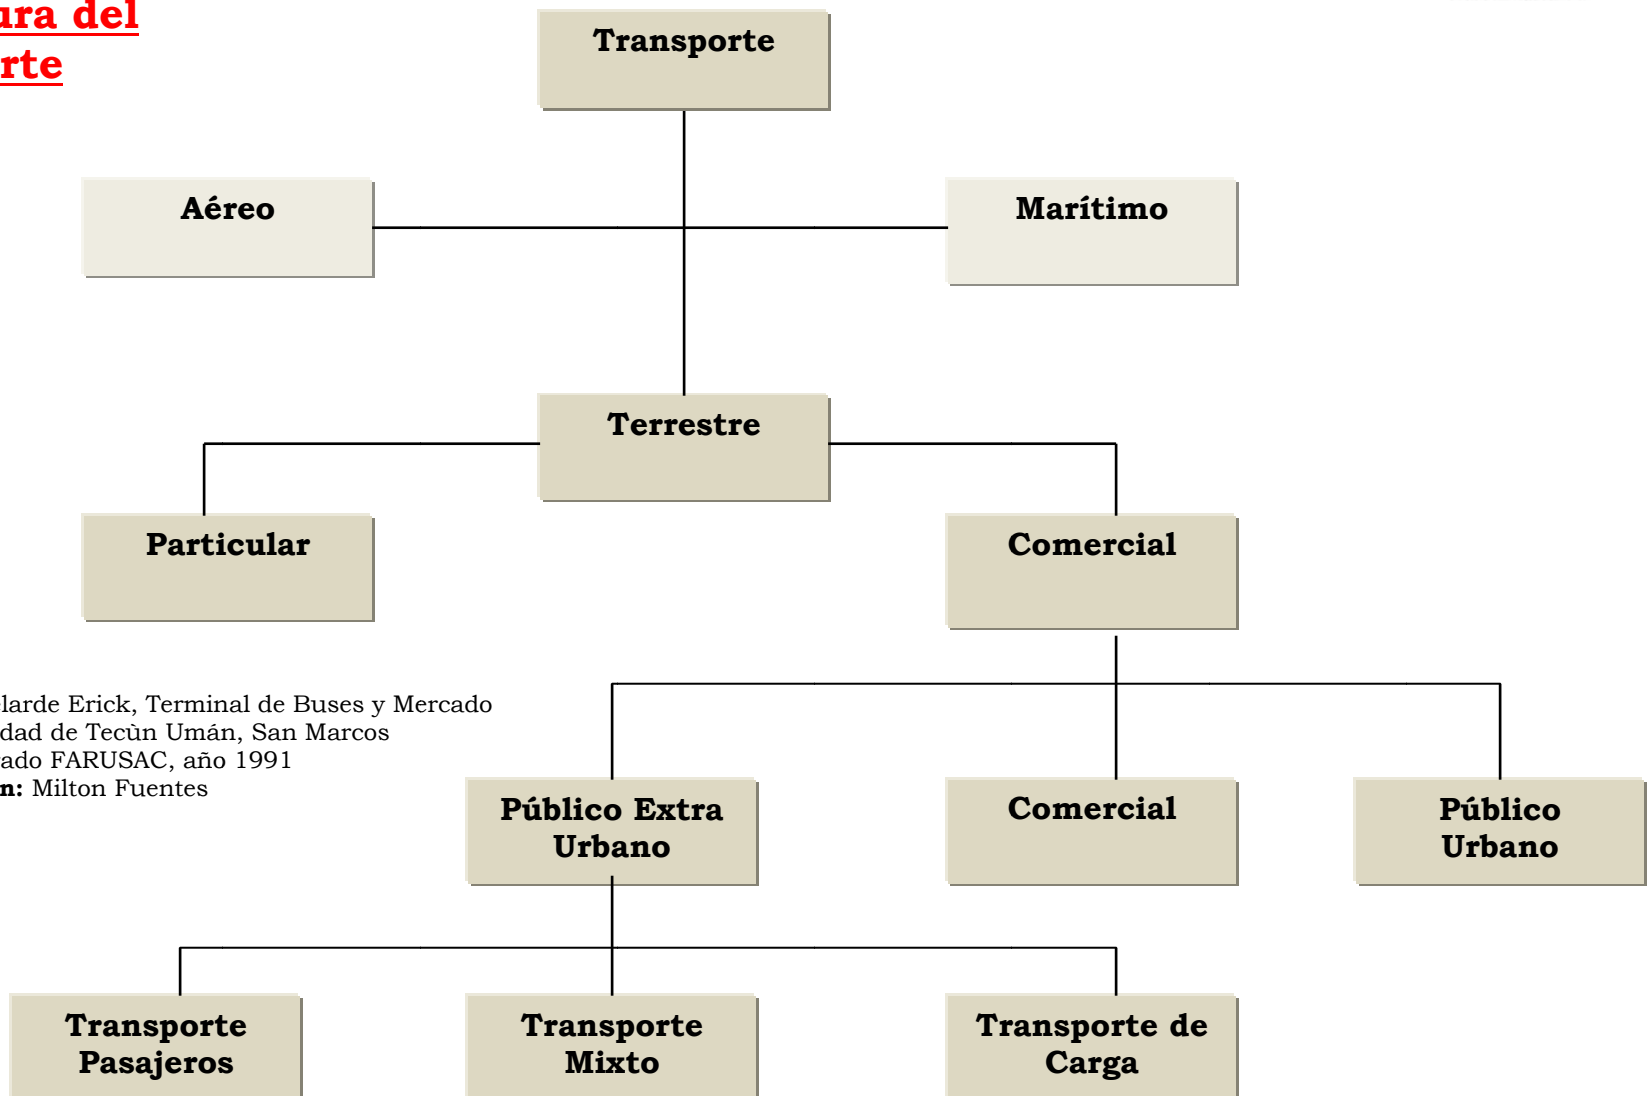 ura del
rte
Transporte
Aéreo
Marítimo
Terrestre
Particular
Comercial
elarde Erick, Terminal de Buses y Mercado
dad de Tecùn Umán, San Marcos
rado FARUSAC, año 1991
n: Milton Fuentes
Público Extra
Urbano
Comercial
Público
Urbano
Transporte
Pasajeros
Transporte
Mixto
Transporte de
Carga